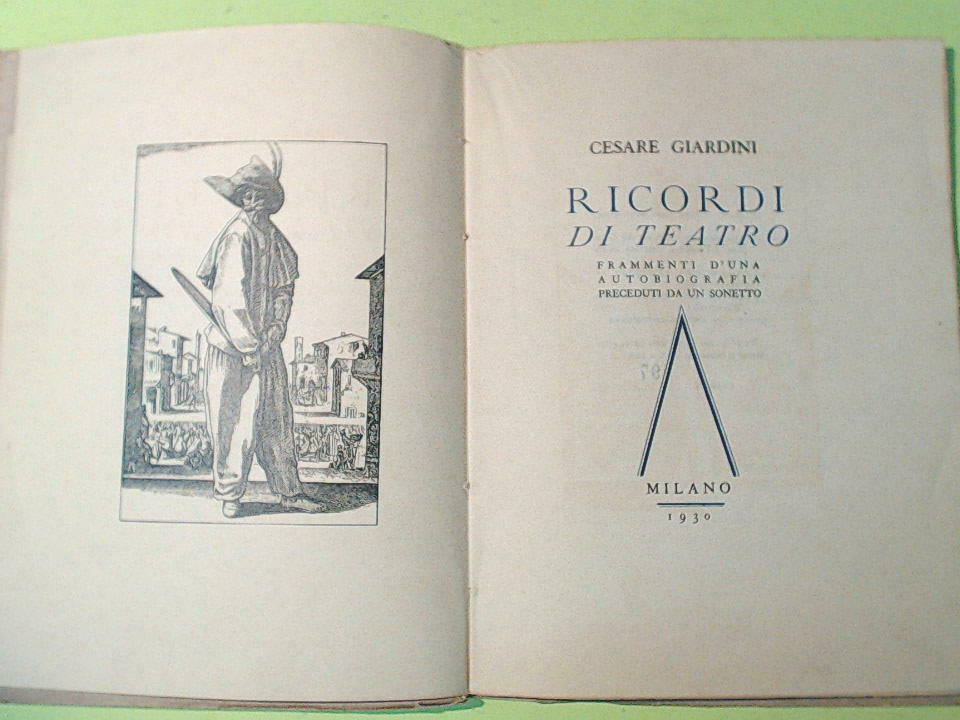 CESARE GIARDINI
RICORDI
DI TEATRO
FRAMMENTI D'UNA
AUTOBIOGRAFIA
PRECEDUTI DA UN SONETTO
MILANO
1930